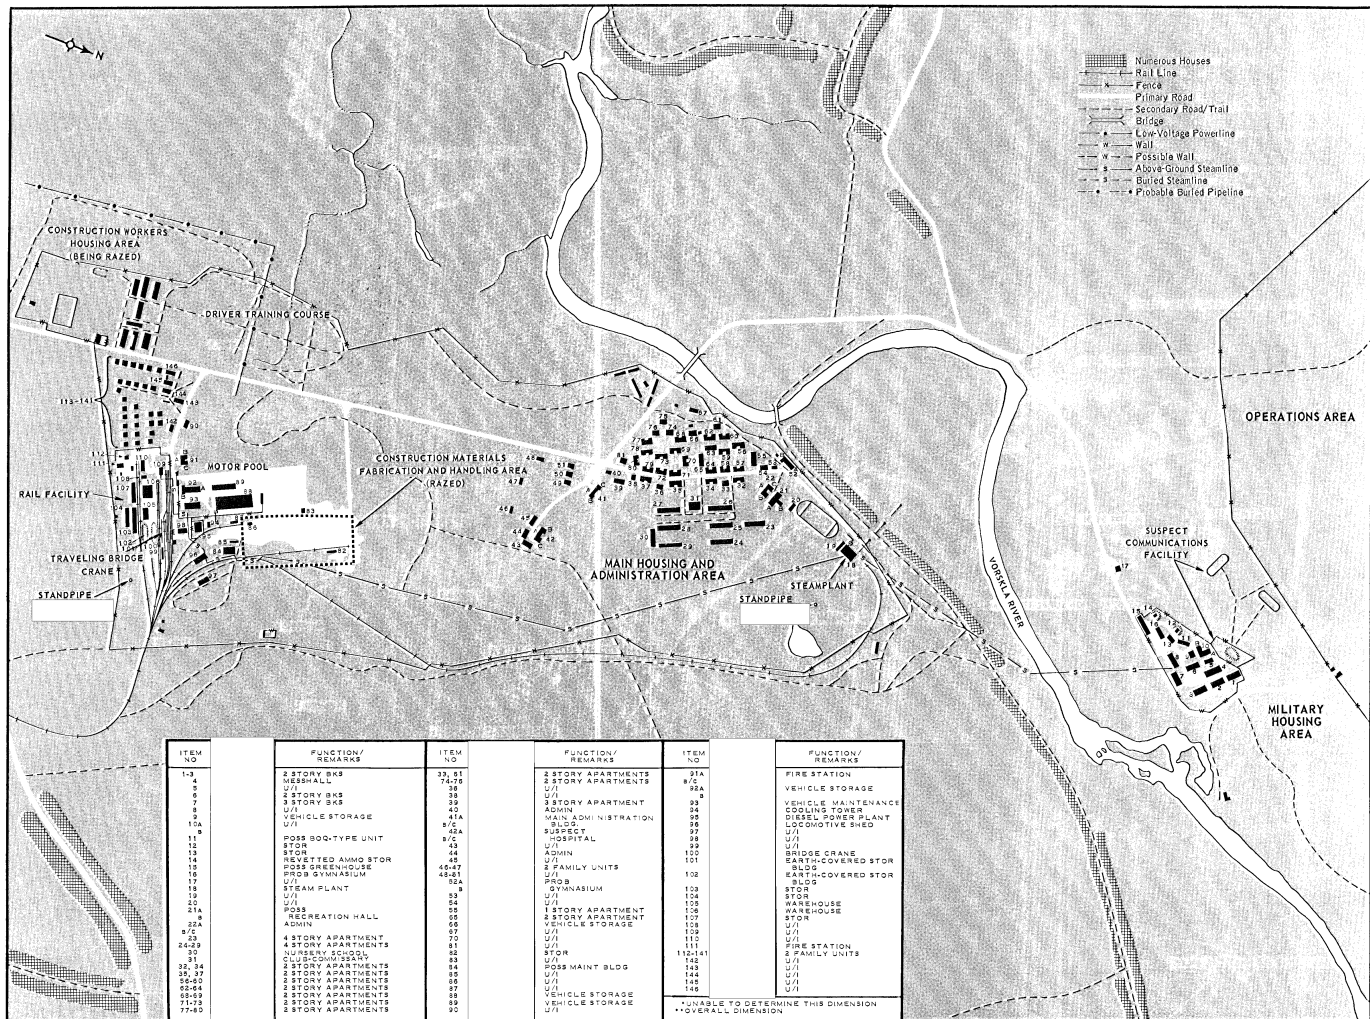 N
Numerous Houses
Rail Line
Fence
Primary Road
Secondary Road/Trail
Bridge
Low-Voltage Powerline
Wall
Possible Wall
Above-Ground Steamline
Buried Steamline
Probable Buried Pipeline
CONSTRUCTION WORKERS
HOUSING AREA
(BEING RAZED)
DRIVER TRAINING COURSE
113-141
MOTOR POOL
RAIL FACILITY
TRAVELING BRIDGE
CRANE
STANDPIPE
CONSTRUCTION MATERIALS
FABRICATION AND HANDLING AREA
(RAZED)
MAIN HOUSING AND
ADMINISTRATION AREA
STEAMPLANT
STANDPIPE
VORSKLA RIVER
OPERATIONS AREA
SUSPECT
COMMUNICATIONS
FACILITY
MILITARY
HOUSING
AREA
ITEM NO
FUNCTION/ REMARKS
1-3 2 STORY BKS
4 MESSHALL
5 U/I
6 2 STORY BKS
7 3 STORY BKS
8 U/I
9 VEHICLE STORAGE
10A U/I
B
11 POSS BOQ-TYPE UNIT
12 STOR
13 STOR
14 REVETTED AMMO STOR
15 POSS GREENHOUSE
16 PROB GYMNASIUM
17 U/I
18 STEAM PLANT
19 U/I
20 U/I
21A POSS
B RECREATION HALL
22A ADMIN
B/C
23 4 STORY APARTMENT
24-29 4 STORY APARTMENTS
30 NURSERY SCHOOL
31 CLUB-COMMISSARY
32, 34 2 STORY APARTMENTS
35, 37 2 STORY APARTMENTS
56-60 2 STORY APARTMENTS
62-64 2 STORY APARTMENTS
68-69 2 STORY APARTMENTS
71-73 2 STORY APARTMENTS
77-80 2 STORY APARTMENTS
ITEM NO
FUNCTION/ REMARKS
33, 61 2 STORY APARTMENTS
74-76 2 STORY APARTMENTS
36 U/I
38 U/I
39 3 STORY APARTMENT
40 ADMIN
41A MAIN ADMINISTRATION
B/C BLDG.
42A SUSPECT
B/C HOSPITAL
43 U/I
44 ADMIN
45 U/I
46-47 2 FAMILY UNITS
48-51 U/I
52A PROB
B GYMNASIUM
53 U/I
54 U/I
55 1 STORY APARTMENT
65 2 STORY APARTMENT
66 VEHICLE STORAGE
67 U/I
70 U/I
81 U/I
82 STOR
83 U/I
84 POSS MAINT BLDG
85 U/I
86 U/I
87 U/I
88 VEHICLE STORAGE
89 VEHICLE STORAGE
90 U/I
ITEM NO
FUNCTION/ REMARKS
91A FIRE STATION
B/C
92A VEHICLE STORAGE
B
93 VEHICLE MAINTENANCE
94 COOLING TOWER
95 DIESEL POWER PLANT
96 LOCOMOTIVE SHED
97 U/I
98 U/I
99 U/I
100 BRIDGE CRANE
101 EARTH-COVERED STOR
BLDG
102 EARTH-COVERED STOR
BLDG
103 STOR
104 STOR
105 WAREHOUSE
106 WAREHOUSE
107 STOR
108 U/I
109 U/I
110 U/I
111 FIRE STATION
112-141 2 FAMILY UNITS
142 U/I
143 U/I
144 U/I
145 U/I
146 U/I
*UNABLE TO DETERMINE THIS DIMENSION
**OVERALL DIMENSION